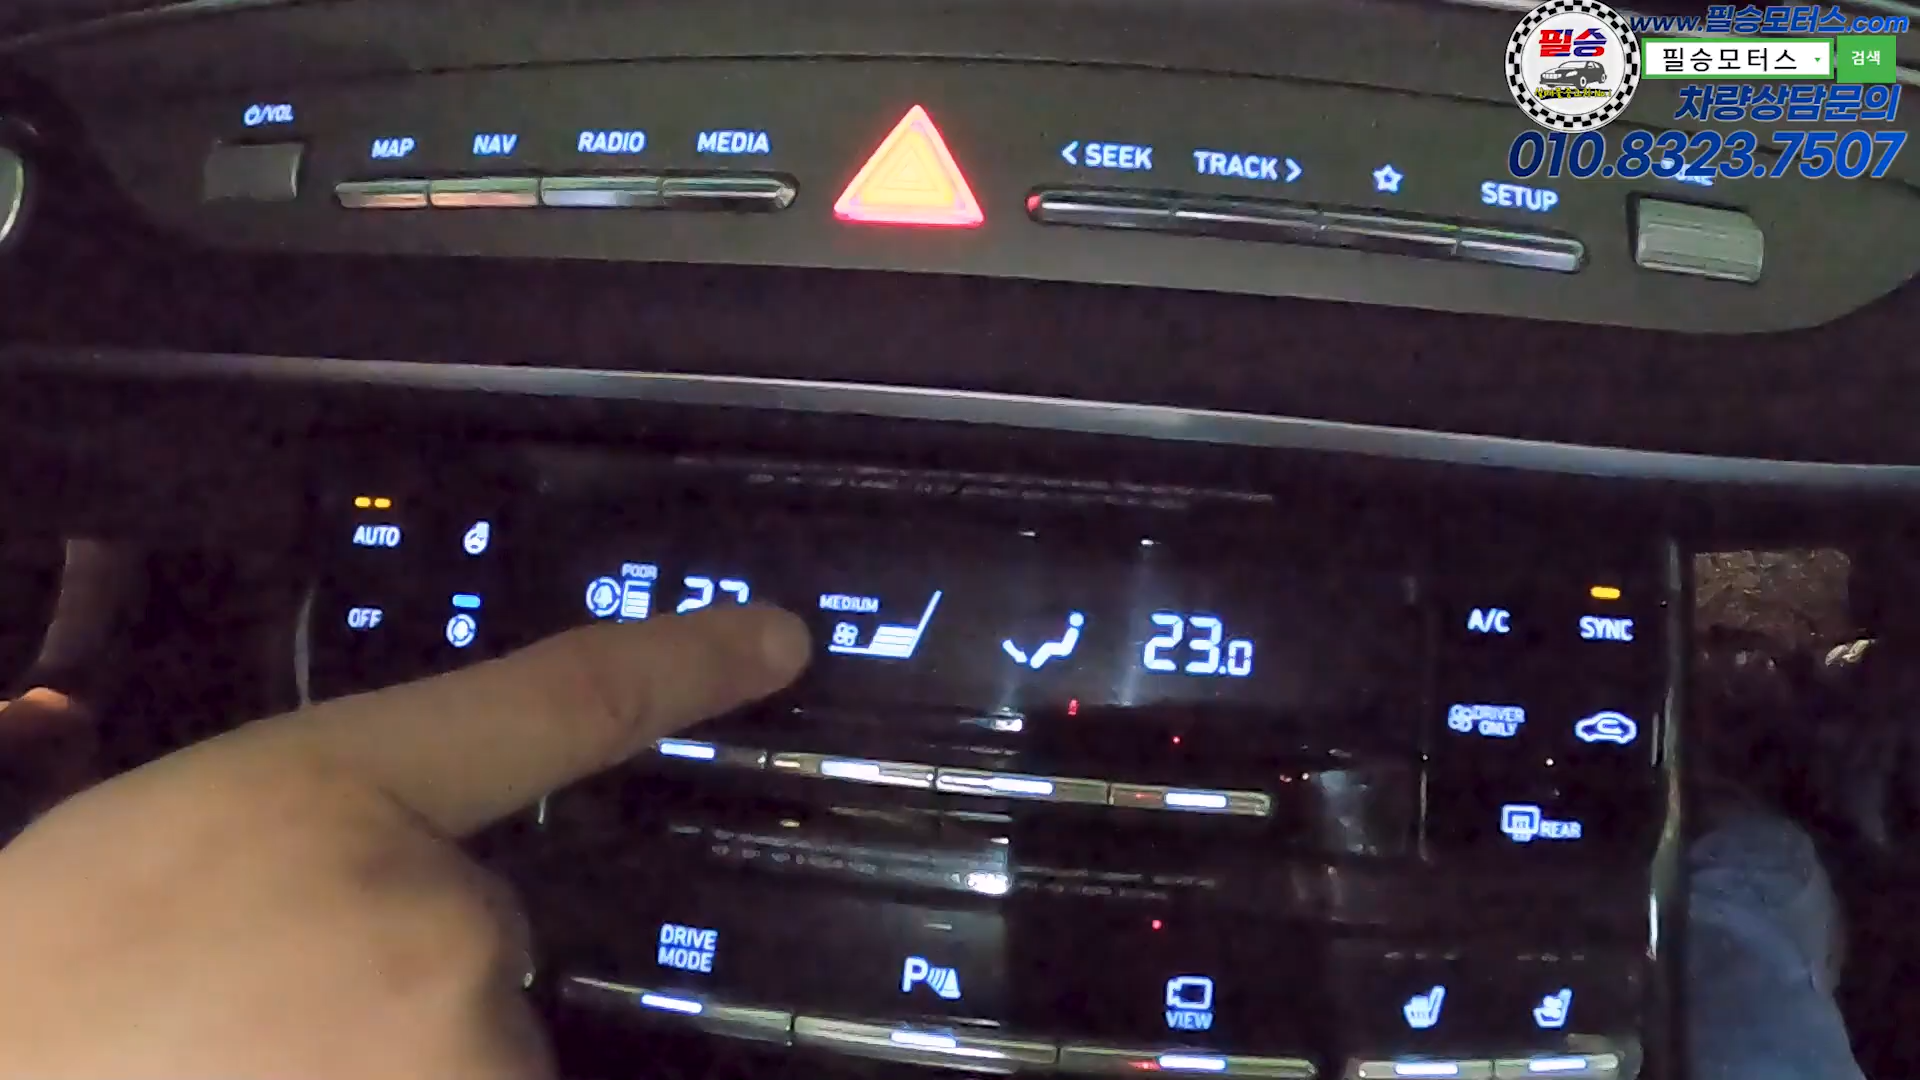 www.필승모터스.com
필승
필승모터스
검색
차량상담문의
010.8323.7507
⏻/VOL
MAP
NAV
RADIO
MEDIA
< SEEK
TRACK >
SETUP
AUTO
OFF
POOR
MEDIUM
23.0
A/C
SYNC
DRIVER
ONLY
REAR
DRIVE
MODE
P
VIEW